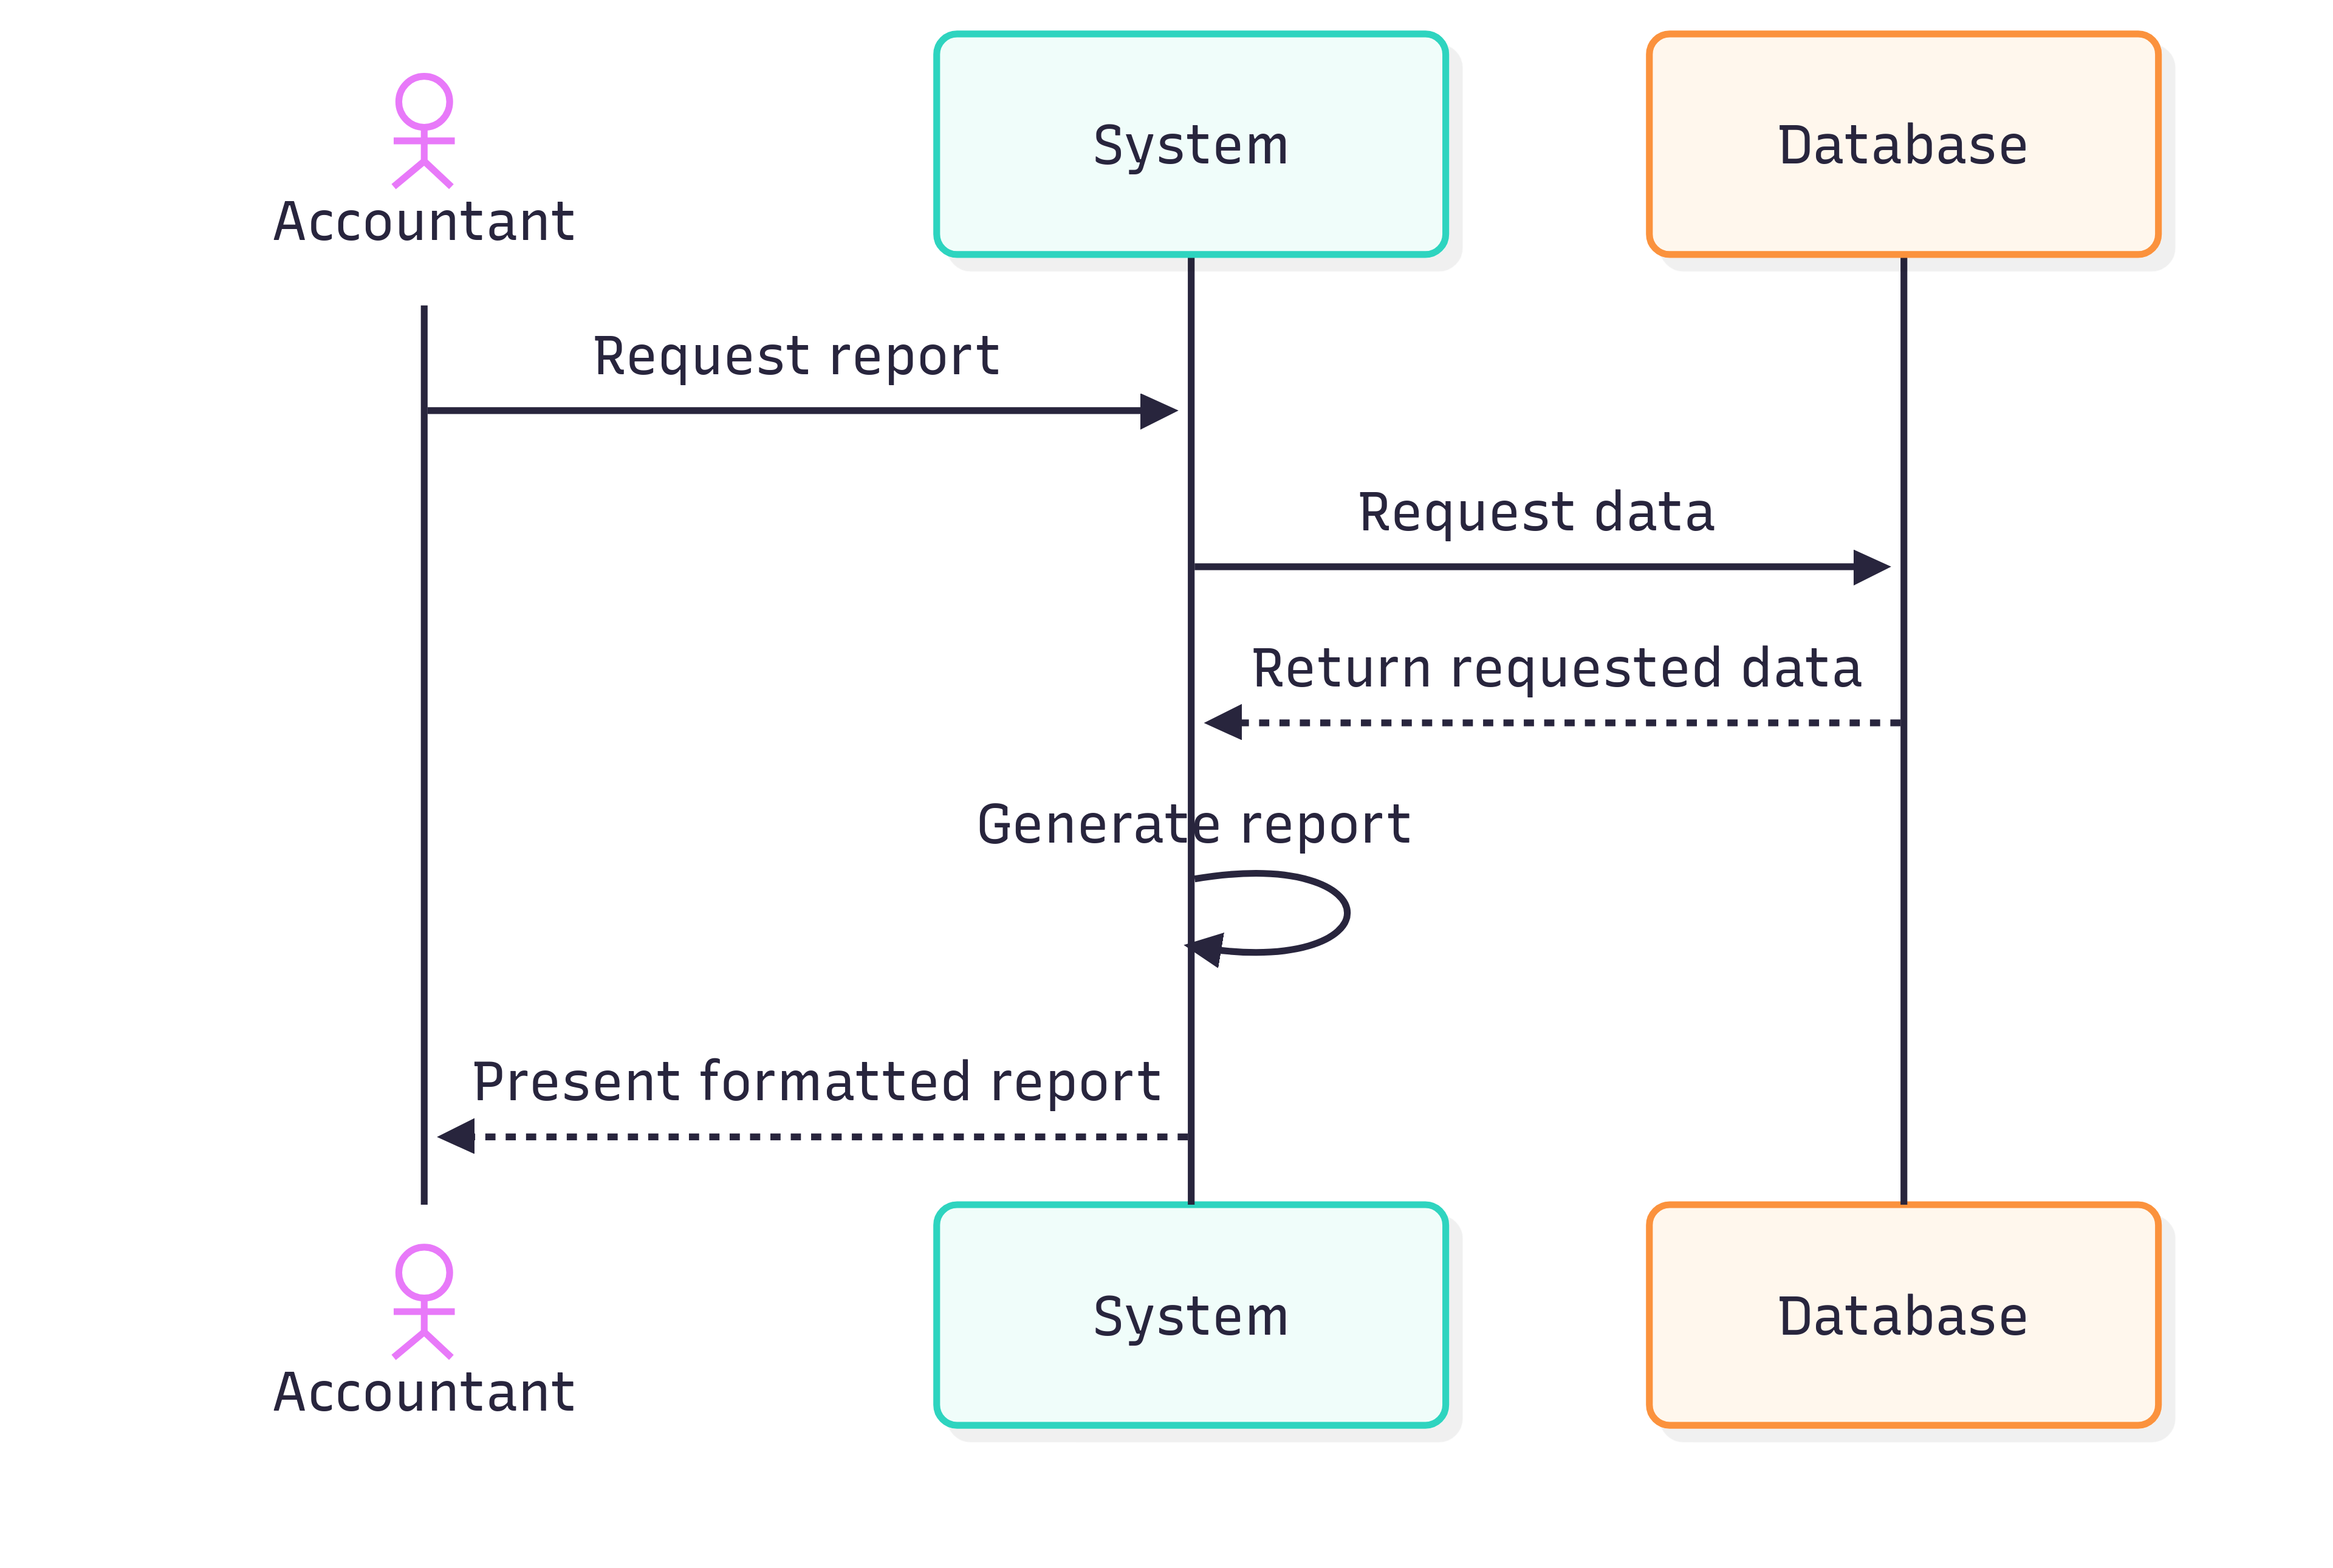 System
Database
Accountant
Request report
Request data
Return requested data
Generate report
Present formatted report
System
Database
Accountant